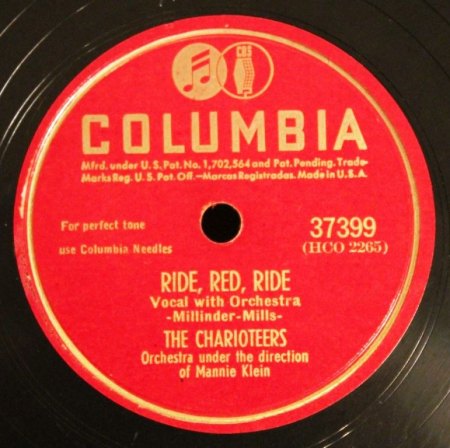 CBS
COLUMBIA
Mfrd. under U.S. Pat. No. 1,702,564 and Pat. Pending. Trade-
Marks Reg. U.S. Pat. Off.—Marcas Registradas. Made in U.S.A.
For perfect tone
use Columbia Needles
37399
(HCO 2265)
RIDE, RED, RIDE
Vocal with Orchestra
-Millinder-Mills-
THE CHARIOTEERS
Orchestra under the direction
of Mannie Klein